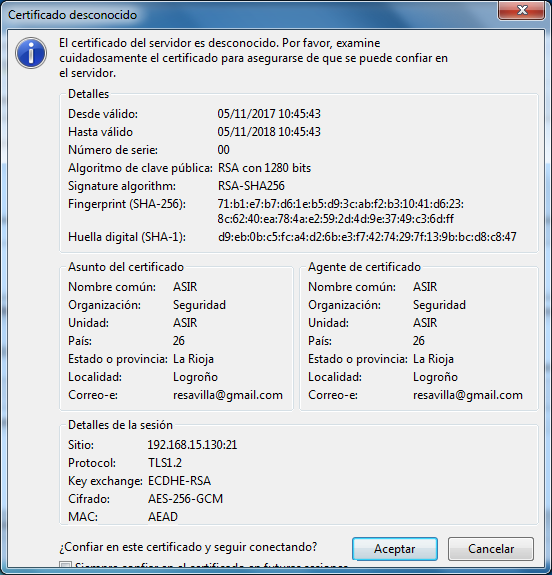 Certificado desconocido
El certificado del servidor es desconocido. Por favor, examine
cuidadosamente el certificado para asegurarse de que se puede confiar en
el servidor.
Detalles
Desde válido: 05/11/2017 10:45:43
Hasta válido 05/11/2018 10:45:43
Número de serie: 00
Algoritmo de clave pública: RSA con 1280 bits
Signature algorithm: RSA-SHA256
Fingerprint (SHA-256): 71:b1:e7:b7:d6:1e:b5:d9:3c:ab:f2:b3:10:41:d6:23:
8c:62:40:ea:78:4a:e2:59:2d:4d:9e:37:49:c3:6d:ff
Huella digital (SHA-1): d9:eb:0b:c5:fc:a4:d2:6b:e3:f7:42:74:29:7f:13:9b:bc:d8:c8:47
Asunto del certificado
Nombre común: ASIR
Organización: Seguridad
Unidad: ASIR
País: 26
Estado o provincia: La Rioja
Localidad: Logroño
Correo-e: resavilla@gmail.com
Agente de certificado
Nombre común: ASIR
Organización: Seguridad
Unidad: ASIR
País: 26
Estado o provincia: La Rioja
Localidad: Logroño
Correo-e: resavilla@gmail.com
Detalles de la sesión
Sitio: 192.168.15.130:21
Protocol: TLS1.2
Key exchange: ECDHE-RSA
Cifrado: AES-256-GCM
MAC: AEAD
¿Confiar en este certificado y seguir conectando?
Aceptar
Cancelar
Siempre confiar en el certificado en futuras sesiones